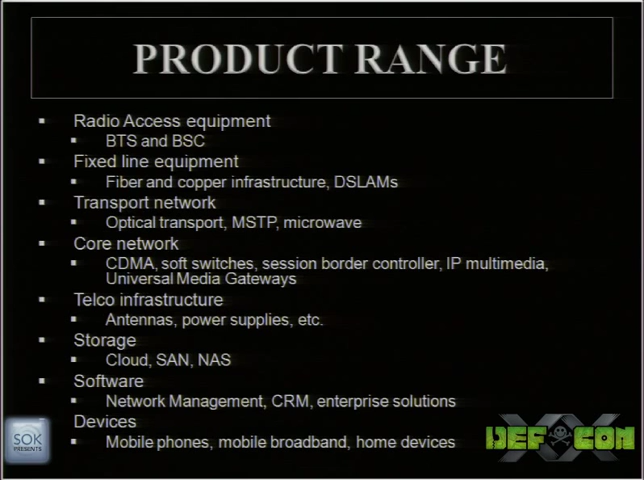 PRODUCT RANGE
Radio Access equipment
BTS and BSC
Fixed line equipment
Fiber and copper infrastructure, DSLAMs
Transport network
Optical transport, MSTP, microwave
Core network
CDMA, soft switches, session border controller, IP multimedia,
Universal Media Gateways
Telco infrastructure
Antennas, power supplies, etc.
Storage
Cloud, SAN, NAS
Software
Network Management, CRM, enterprise solutions
Devices
Mobile phones, mobile broadband, home devices
SOK
PRESENTS
XX
DEF CON